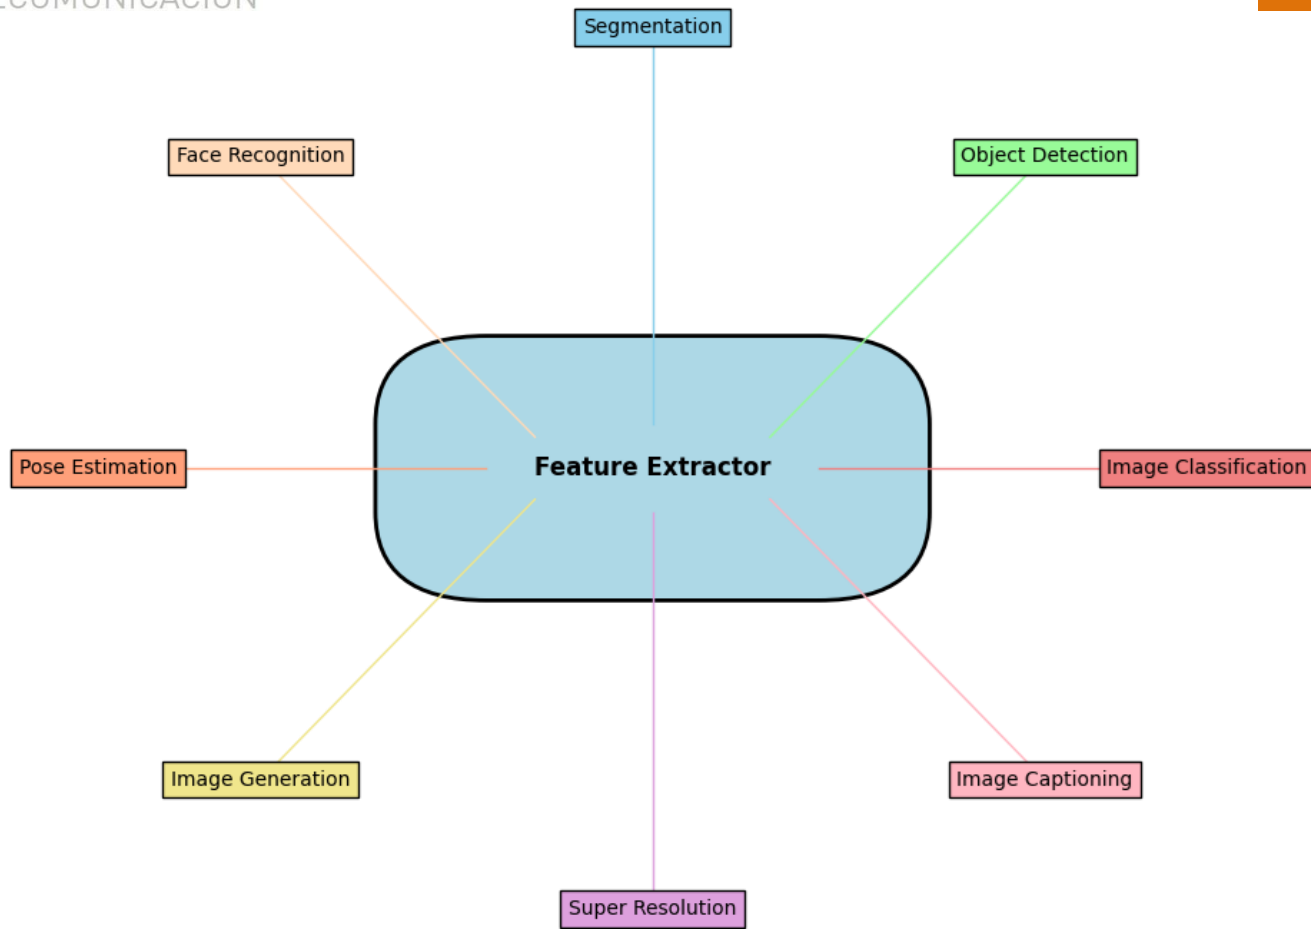 Segmentation
Face Recognition
Object Detection
Pose Estimation
Feature Extractor
Image Classification
Image Generation
Image Captioning
Super Resolution